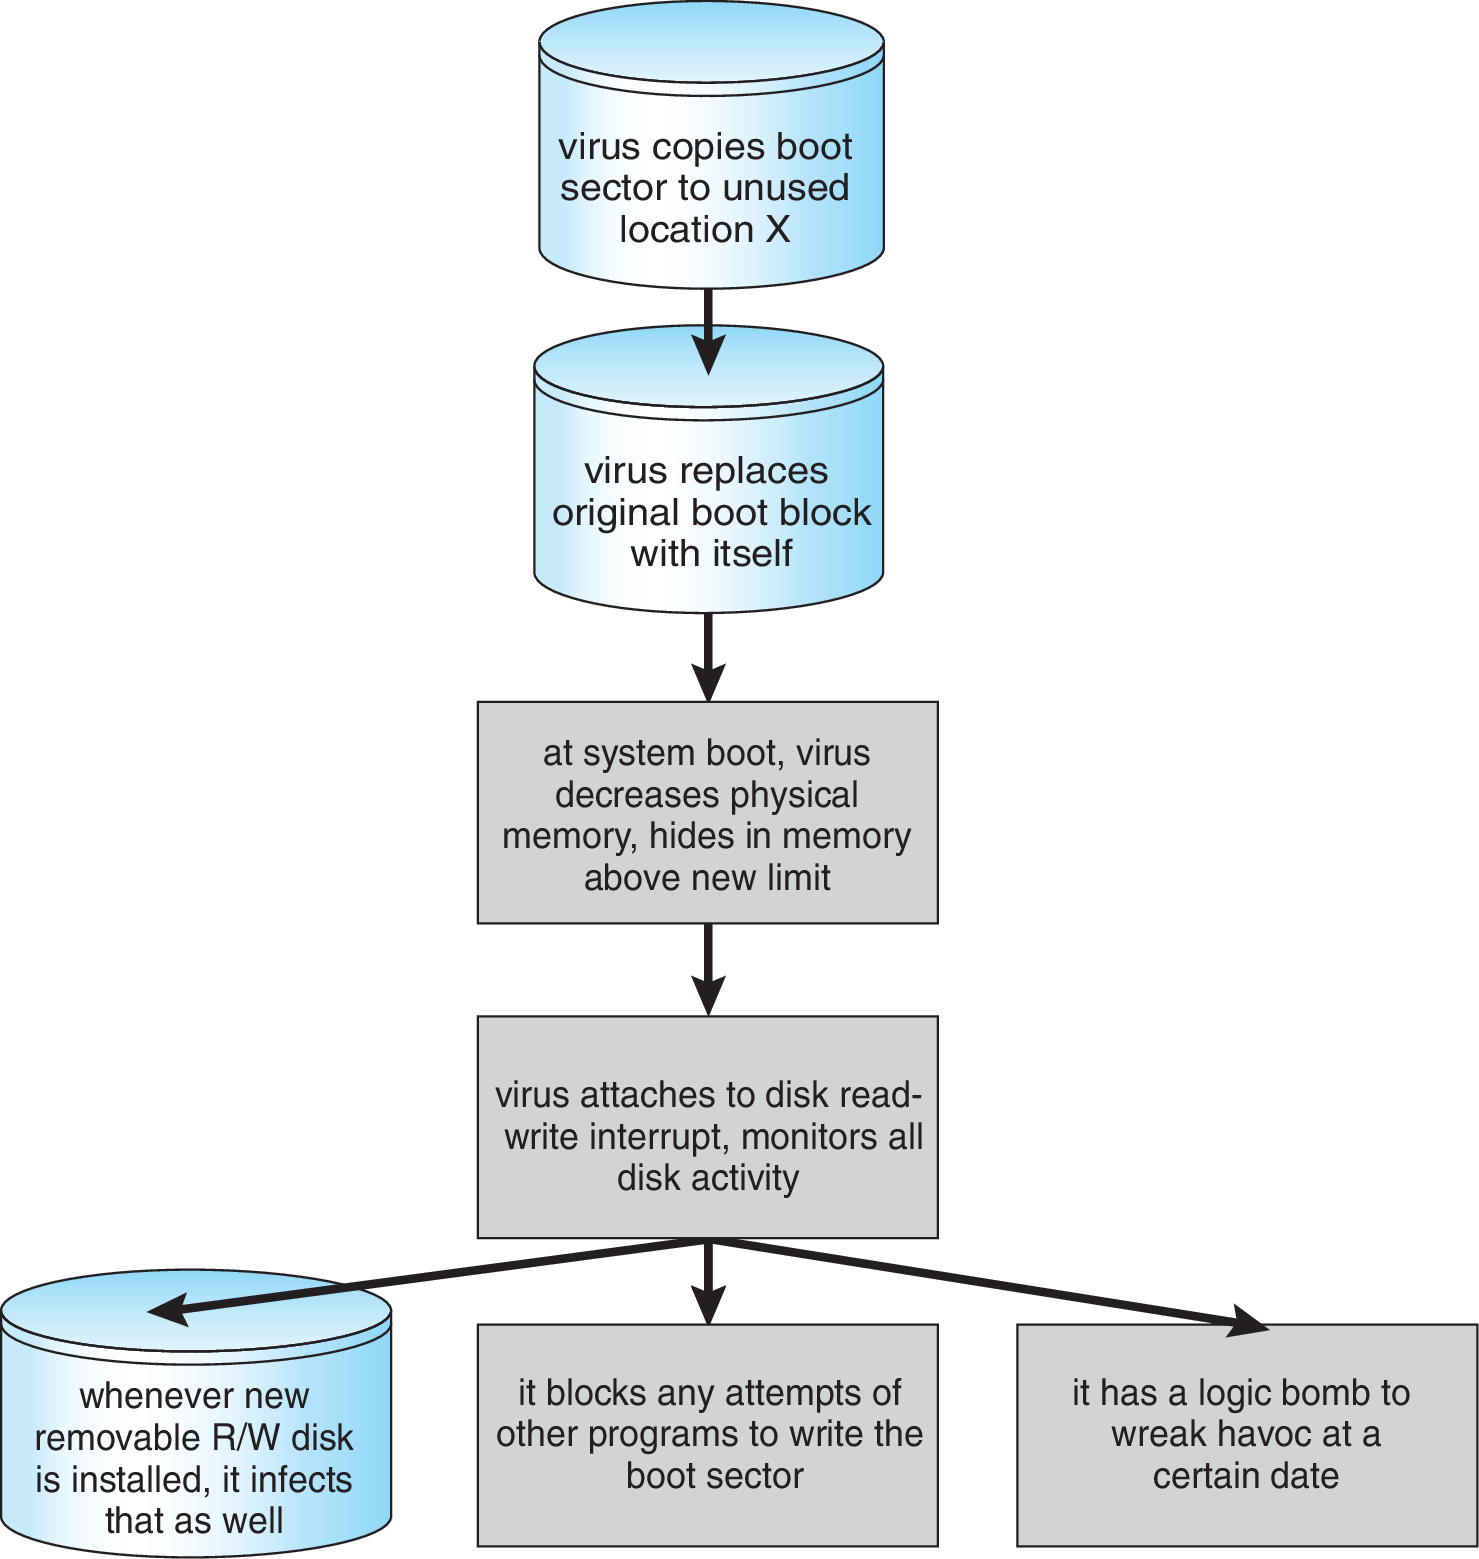 virus copies boot
sector to unused
location X
virus replaces
original boot block
with itself
at system boot, virus
decreases physical
memory, hides in memory
above new limit
virus attaches to disk read-
write interrupt, monitors all
disk activity
whenever new
removable R/W disk
is installed, it infects
that as well
it blocks any attempts of
other programs to write the
boot sector
it has a logic bomb to
wreak havoc at a
certain date